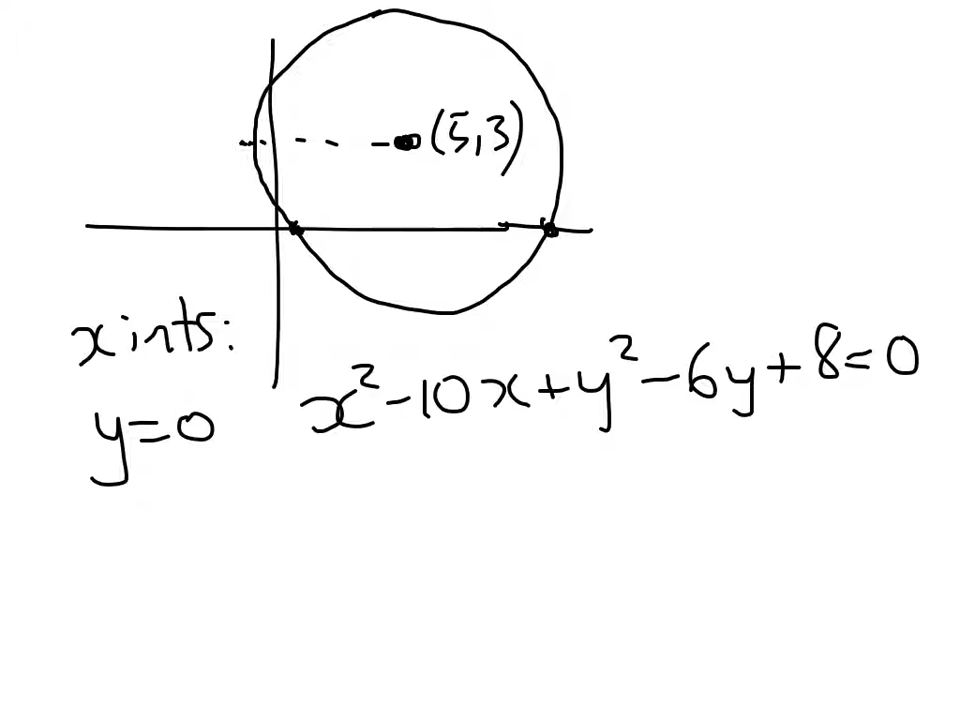 (5,3)
x ints:
y=0
x²-10x+y²-6y+8=0